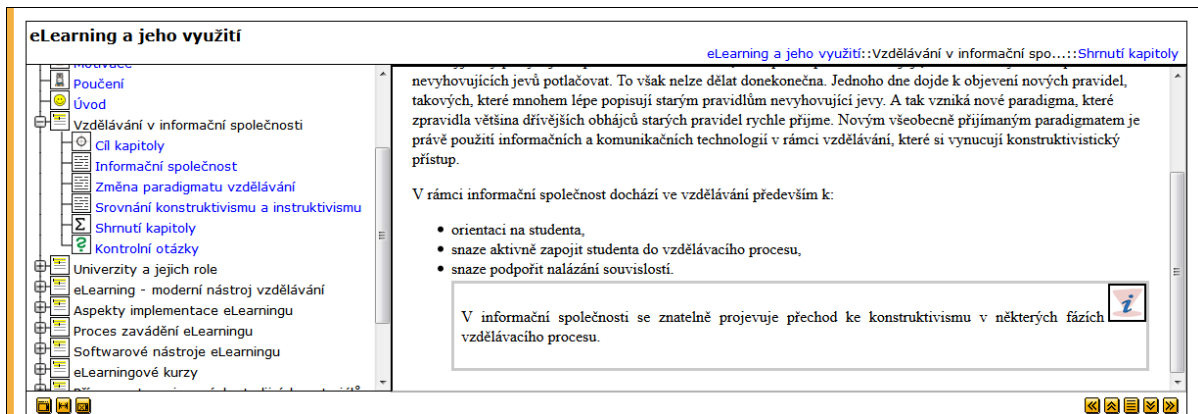 eLearning a jeho využití
eLearning a jeho využití::Vzdělávání v informační spo...::Shrnutí kapitoly
Motivace
Poučení
Úvod
Vzdělávání v informační společnosti
Cíl kapitoly
Informační společnost
Změna paradigmatu vzdělávání
Srovnání konstruktivismu a instruktivismu
Shrnutí kapitoly
Kontrolní otázky
Univerzity a jejich role
eLearning - moderní nástroj vzdělávání
Aspekty implementace eLearningu
Proces zavádění eLearningu
Softwarové nástroje eLearningu
eLearningové kurzy
nevyhovujících jevů potlačovat. To však nelze dělat donekonečna. Jednoho dne dojde k objevení nových pravidel,
takových, které mnohem lépe popisují starým pravidlům nevyhovující jevy. A tak vzniká nové paradigma, které
zpravidla většina dřívějších obhájců starých pravidel rychle přijme. Novým všeobecně přijímaným paradigmatem je
právě použití informačních a komunikačních technologií v rámci vzdělávání, které si vynucují konstruktivistický
přístup.
V rámci informační společnost dochází ve vzdělávání především k:
orientaci na studenta,
snaze aktivně zapojit studenta do vzdělávacího procesu,
snaze podpořit nalázání souvislostí.
V informační společnosti se znatelně projevuje přechod ke konstruktivismu v některých fázích
vzdělávacího procesu.